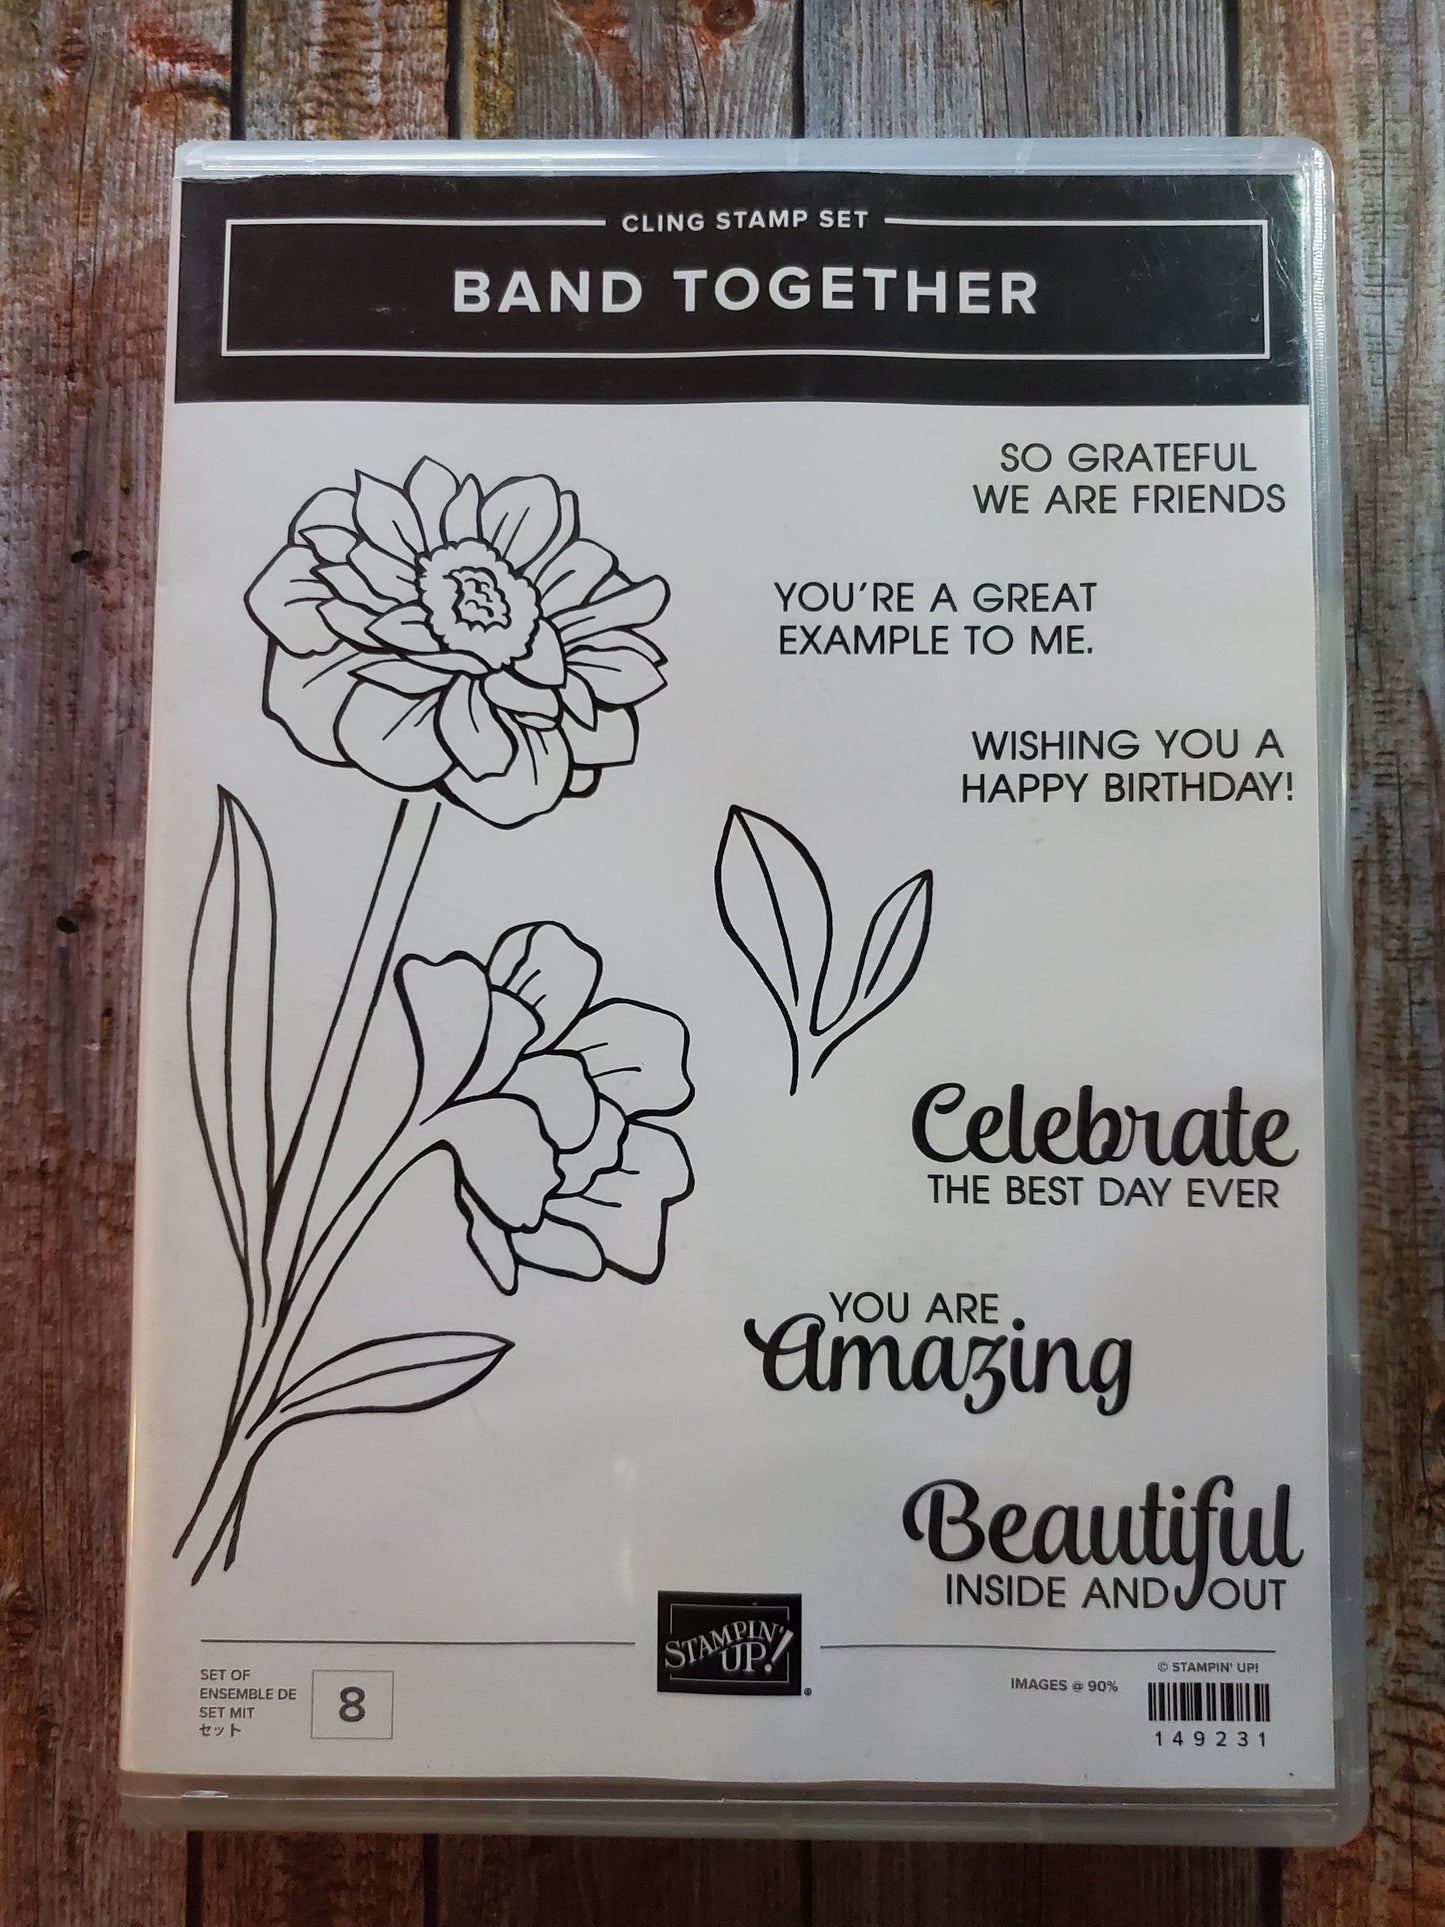 CLING STAMP SET
BAND TOGETHER
SO GRATEFUL
WE ARE FRIENDS
YOU'RE A GREAT
EXAMPLE TO ME.
WISHING YOU A
HAPPY BIRTHDAY!
Celebrate
THE BEST DAY EVER
YOU ARE
Amazing
Beautiful
INSIDE AND OUT
SET OF
ENSEMBLE DE
SET MIT
セット
8
STAMPIN'
UP!®
IMAGES @ 90%
© STAMPIN' UP!
149231